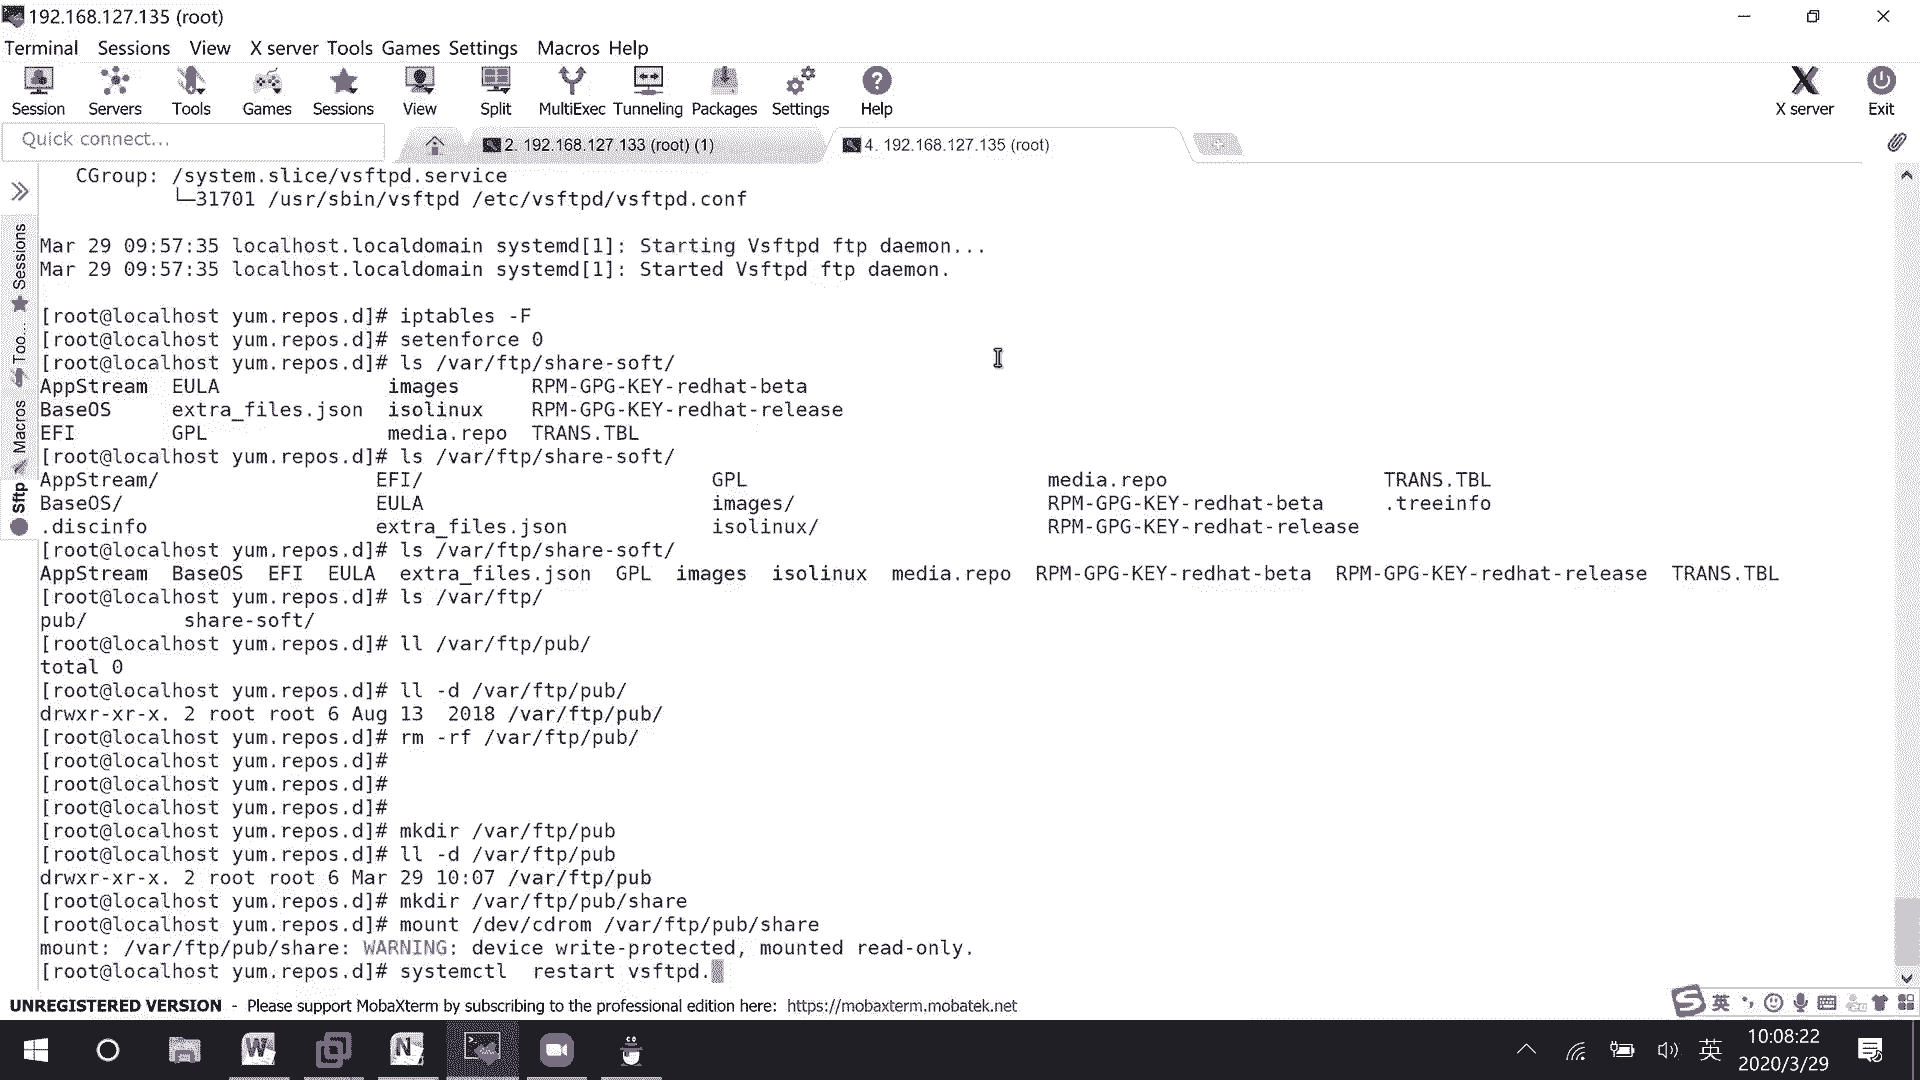 192.168.127.135 (root)
Terminal Sessions View X server Tools Games Settings Macros Help
Session Servers Tools Games Sessions View Split MultiExec Tunneling Packages Settings Help X server Exit
Quick connect...
2. 192.168.127.133 (root) (1)
4. 192.168.127.135 (root)
Sessions
Too...
Macros
Sftp
CGroup: /system.slice/vsftpd.service
└─31701 /usr/sbin/vsftpd /etc/vsftpd/vsftpd.conf
Mar 29 09:57:35 localhost.localdomain systemd[1]: Starting Vsftpd ftp daemon...
Mar 29 09:57:35 localhost.localdomain systemd[1]: Started Vsftpd ftp daemon.
[root@localhost yum.repos.d]# iptables -F
[root@localhost yum.repos.d]# setenforce 0
[root@localhost yum.repos.d]# ls /var/ftp/share-soft/
AppStream EULA images RPM-GPG-KEY-redhat-beta
BaseOS extra_files.json isolinux RPM-GPG-KEY-redhat-release
EFI GPL media.repo TRANS.TBL
[root@localhost yum.repos.d]# ls /var/ftp/share-soft/
AppStream/ EFI/ GPL media.repo TRANS.TBL
BaseOS/ EULA images/ RPM-GPG-KEY-redhat-beta .treeinfo
.discinfo extra_files.json isolinux/ RPM-GPG-KEY-redhat-release
[root@localhost yum.repos.d]# ls /var/ftp/share-soft/
AppStream BaseOS EFI EULA extra_files.json GPL images isolinux media.repo RPM-GPG-KEY-redhat-beta RPM-GPG-KEY-redhat-release TRANS.TBL
[root@localhost yum.repos.d]# ls /var/ftp/
pub/ share-soft/
[root@localhost yum.repos.d]# ll /var/ftp/pub/
total 0
[root@localhost yum.repos.d]# ll -d /var/ftp/pub/
drwxr-xr-x. 2 root root 6 Aug 13 2018 /var/ftp/pub/
[root@localhost yum.repos.d]# rm -rf /var/ftp/pub/
[root@localhost yum.repos.d]#
[root@localhost yum.repos.d]#
[root@localhost yum.repos.d]#
[root@localhost yum.repos.d]# mkdir /var/ftp/pub
[root@localhost yum.repos.d]# ll -d /var/ftp/pub
drwxr-xr-x. 2 root root 6 Mar 29 10:07 /var/ftp/pub
[root@localhost yum.repos.d]# mkdir /var/ftp/pub/share
[root@localhost yum.repos.d]# mount /dev/cdrom /var/ftp/pub/share
mount: /var/ftp/pub/share: WARNING: device write-protected, mounted read-only.
[root@localhost yum.repos.d]# systemctl  restart vsftpd.
UNREGISTERED VERSION - Please support MobaXterm by subscribing to the professional edition here: https://mobaxterm.mobatek.net
英
英
10:08:22
2020/3/29